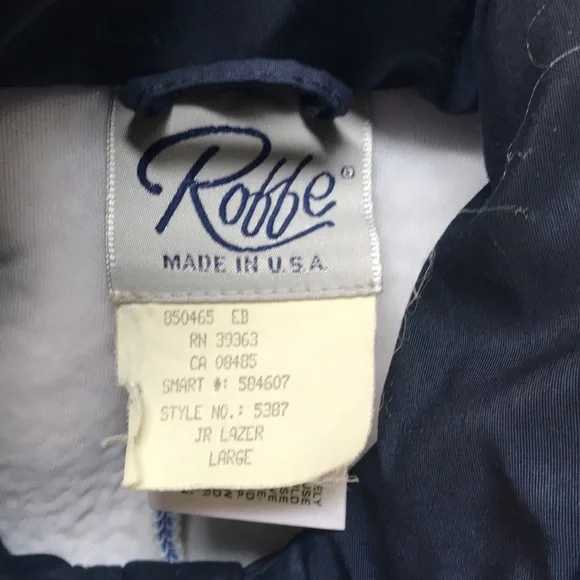 Roffe®
MADE IN U.S.A.
850465 EB
RN 39363
CA 08485
SMART #: 584607
STYLE NO.: 5387
JR LAZER
LARGE